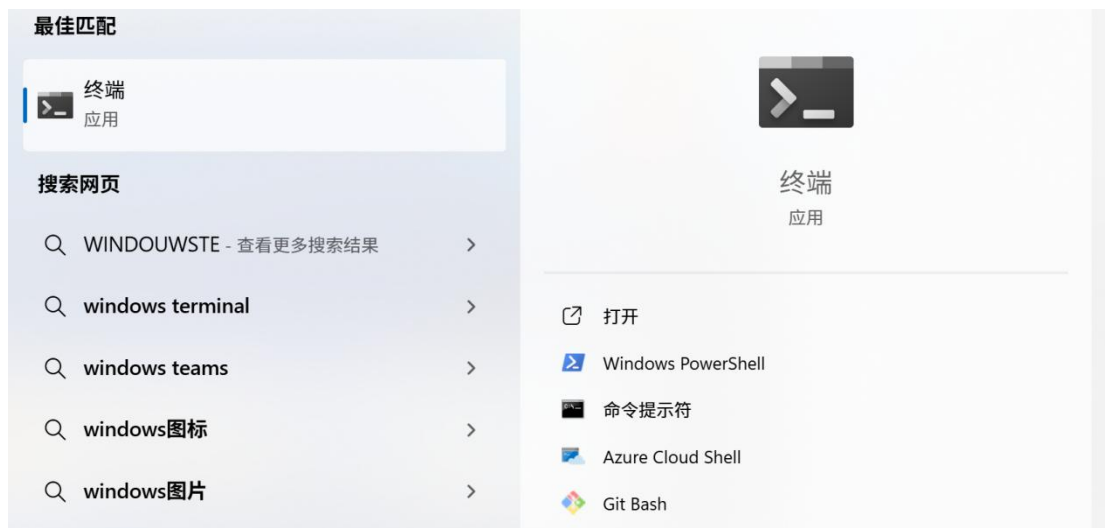 最佳匹配
终端
应用
搜索网页
WINDOUWSTE - 查看更多搜索结果
windows terminal
windows teams
windows图标
windows图片
终端
应用
打开
Windows PowerShell
命令提示符
Azure Cloud Shell
Git Bash